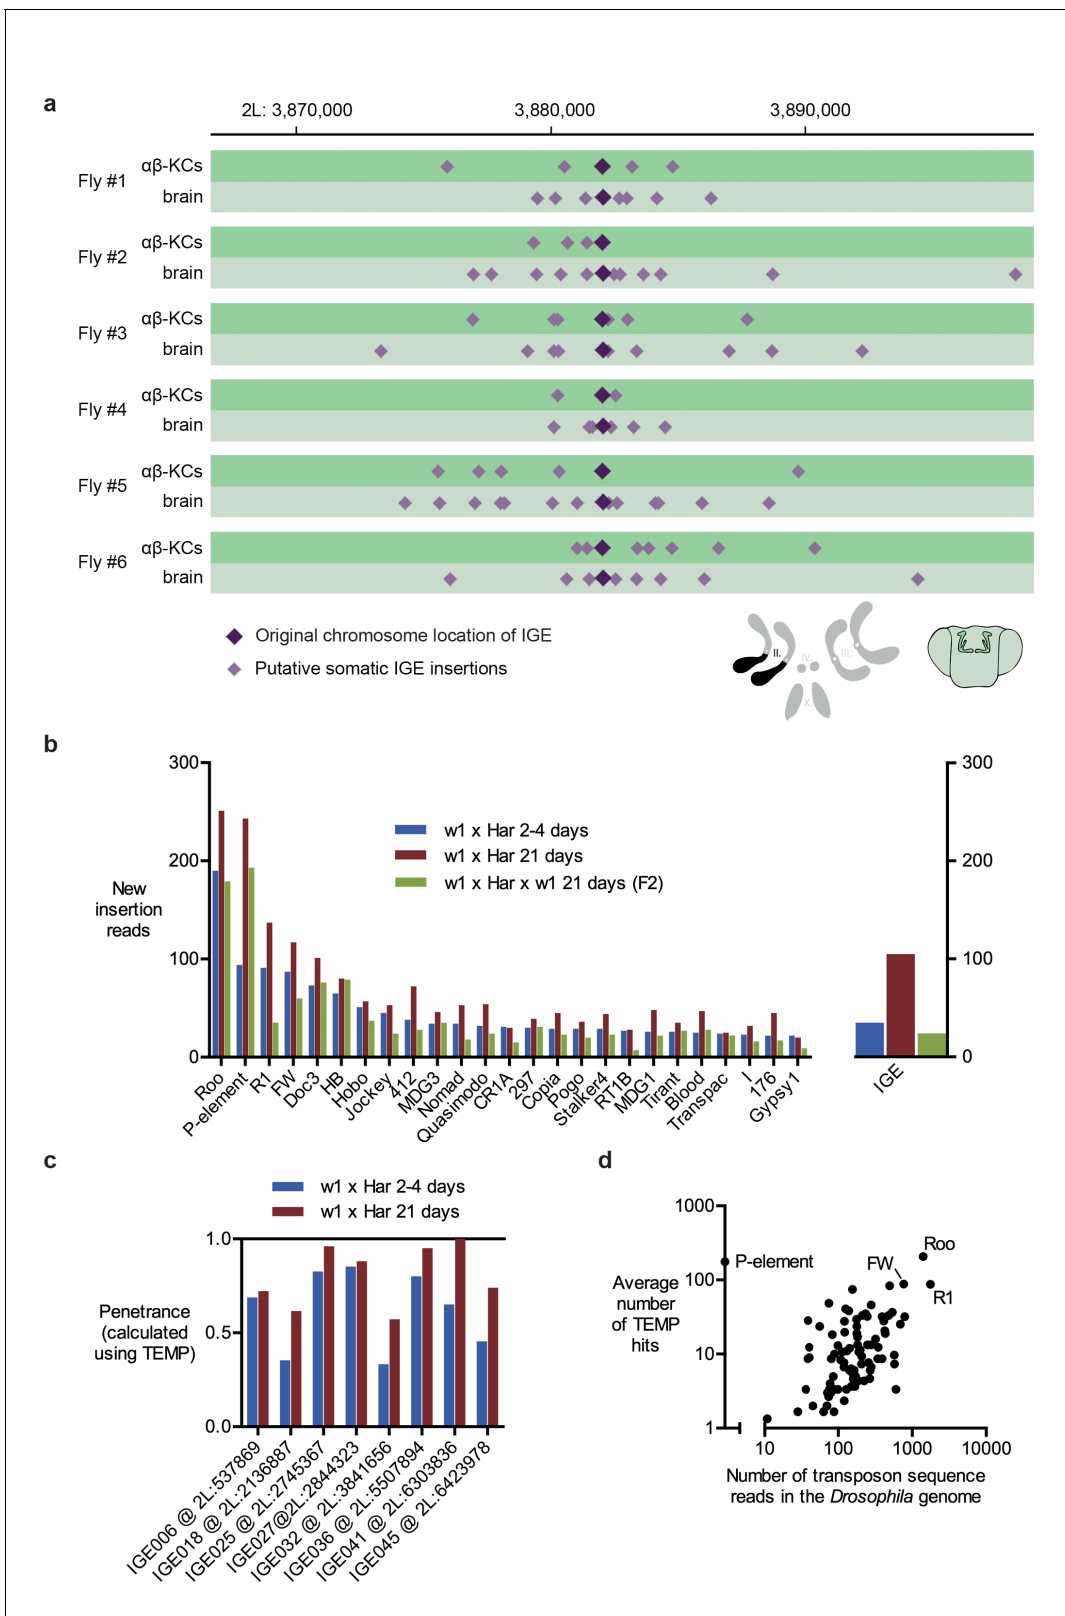 a
2L: 3,870,000 3,880,000 3,890,000
Fly #1 αβ-KCs
brain
Fly #2 αβ-KCs
brain
Fly #3 αβ-KCs
brain
Fly #4 αβ-KCs
brain
Fly #5 αβ-KCs
brain
Fly #6 αβ-KCs
brain
Original chromosome location of IGE
Putative somatic IGE insertions
II. IV. III.
X.
b
300
200
100
0
New
insertion
reads
w1 x Har 2-4 days
w1 x Har 21 days
w1 x Har x w1 21 days (F2)
Roo
P-element
R1
FW
Doc3
HB
Hobo
Jockey
412
MDG3
Nomad
Quasimodo
CR1A
297
Copia
Pogo
Stalker4
RT1B
MDG1
Tirant
Blood
Transpac
I
176
Gypsy1
300
200
100
0
IGE
c
w1 x Har 2-4 days
w1 x Har 21 days
1.0
0.5
0.0
Penetrance
(calculated
using TEMP)
IGE006 @ 2L:537869
IGE018 @ 2L:2136887
IGE025 @ 2L:2745367
IGE027@2L:2844323
IGE032 @ 2L:3841656
IGE036 @ 2L:5507894
IGE041 @ 2L:6303836
IGE045 @ 2L:6423978
d
1000
100
10
1
Average
number
of TEMP
hits
P-element
FW
Roo
R1
10 100 1000 10000
Number of transposon sequence
reads in the Drosophila genome